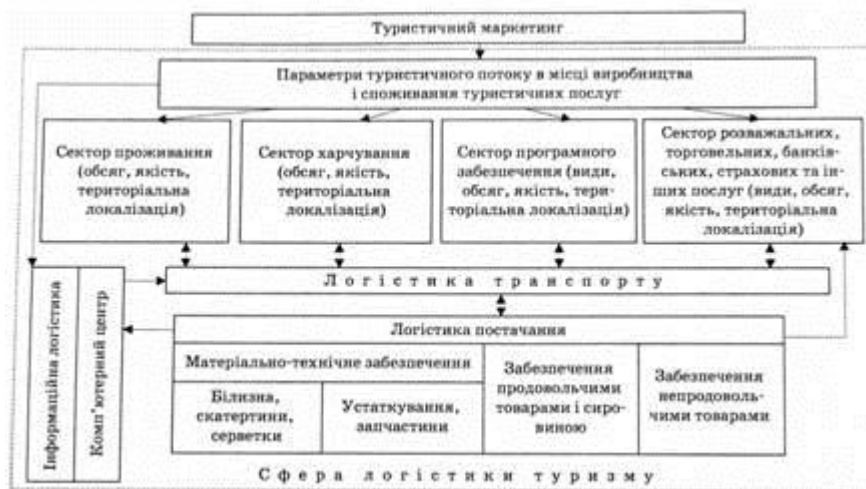 Туристичний маркетинг
Параметри туристичного потоку в місці виробництва
і споживання туристичних послуг
Сектор проживання
(обсяг, якість,
територіальна
локалізація)
Сектор харчування
(обсяг, якість,
територіальна
локалізація)
Сектор програмного
забезпечення (види,
обсяг, якість, тери-
торіальна локалізація)
Сектор розважальних,
торговельних, банків-
ських, страхових та ін-
ших послуг (види, обсяг,
якість, територіальна
локалізація)
Логістика транспорту
Інформаційна логістика
Комп'ютерний центр
Логістика постачання
Матеріально-технічне забезпечення
Білизна,
скатертини,
серветки
Устаткування,
запчастини
Забезпечення
продовольчими
товарами і сиро-
виною
Забезпечення
непродоволь-
чими товарами
Сфера логістики туризму